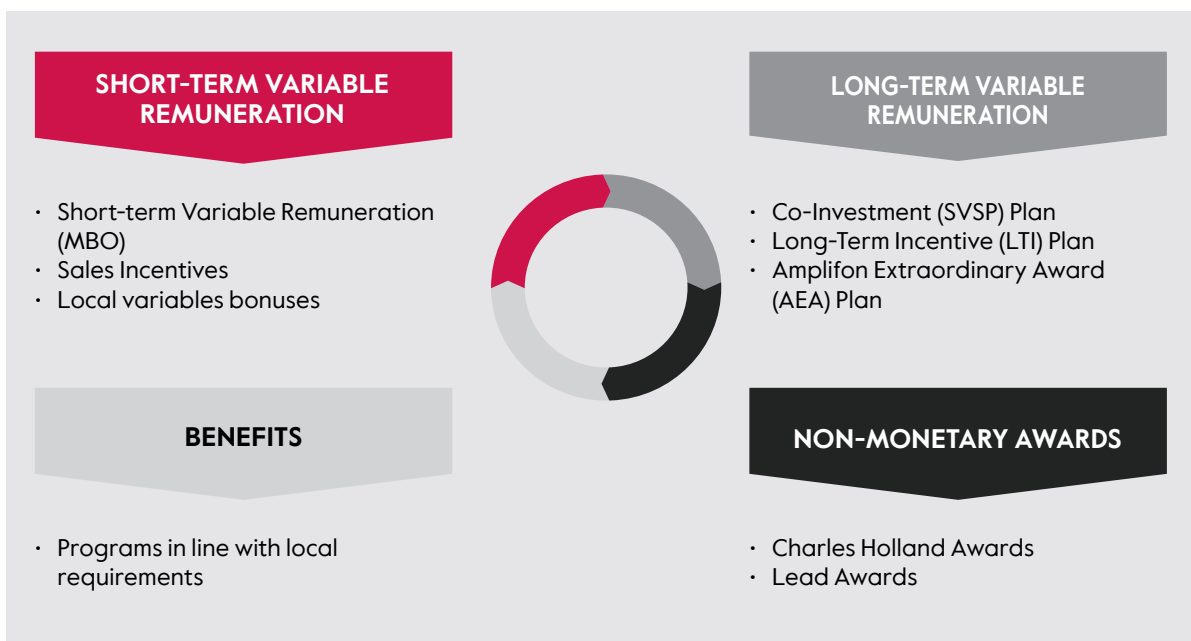 SHORT-TERM VARIABLE
REMUNERATION
· Short-term Variable Remuneration
(MBO)
· Sales Incentives
· Local variables bonuses
LONG-TERM VARIABLE
REMUNERATION
· Co-Investment (SVSP) Plan
· Long-Term Incentive (LTI) Plan
· Amplifon Extraordinary Award
(AEA) Plan
BENEFITS
· Programs in line with local
requirements
NON-MONETARY AWARDS
· Charles Holland Awards
· Lead Awards